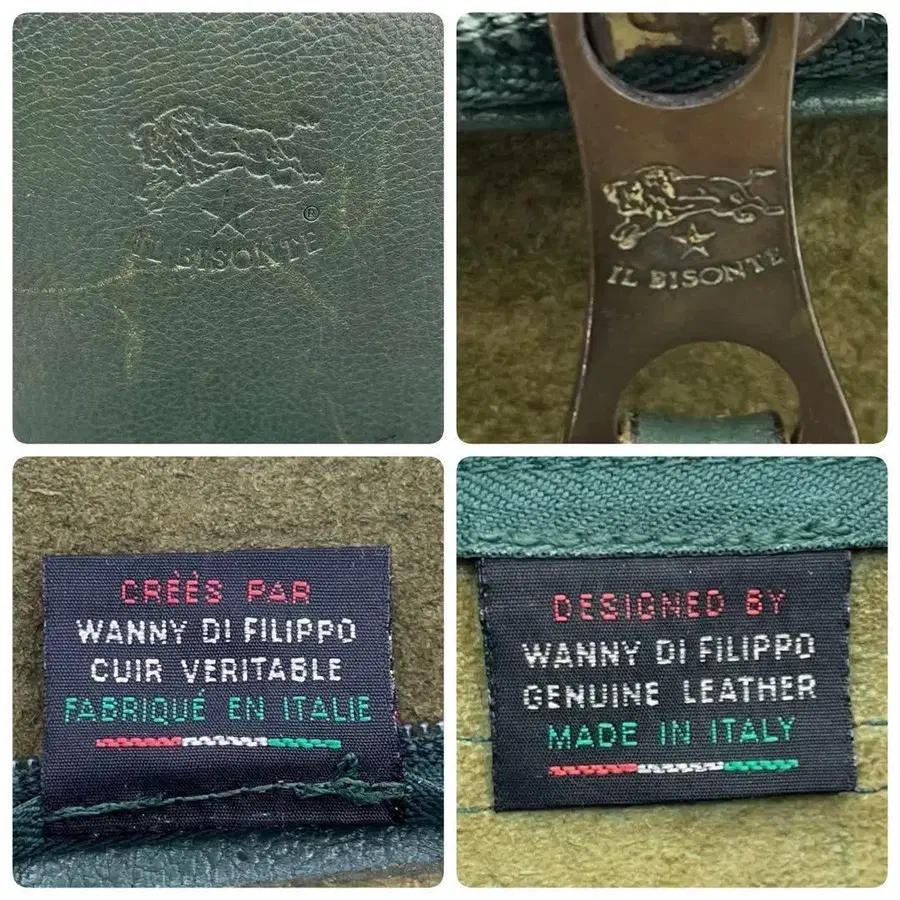 ®
IL BISONTE
IL BISONTE
CRÉÉS PAR
WANNY DI FILIPPO
CUIR VERITABLE
FABRIQUÉ EN ITALIE
DESIGNED BY
WANNY DI FILIPPO
GENUINE LEATHER
MADE IN ITALY